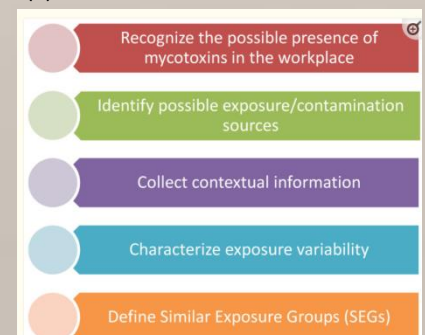 Recognize the possible presence of
mycotoxins in the workplace
Identify possible exposure/contamination
sources
Collect contextual information
Characterize exposure variability
Define Similar Exposure Groups (SEGs)